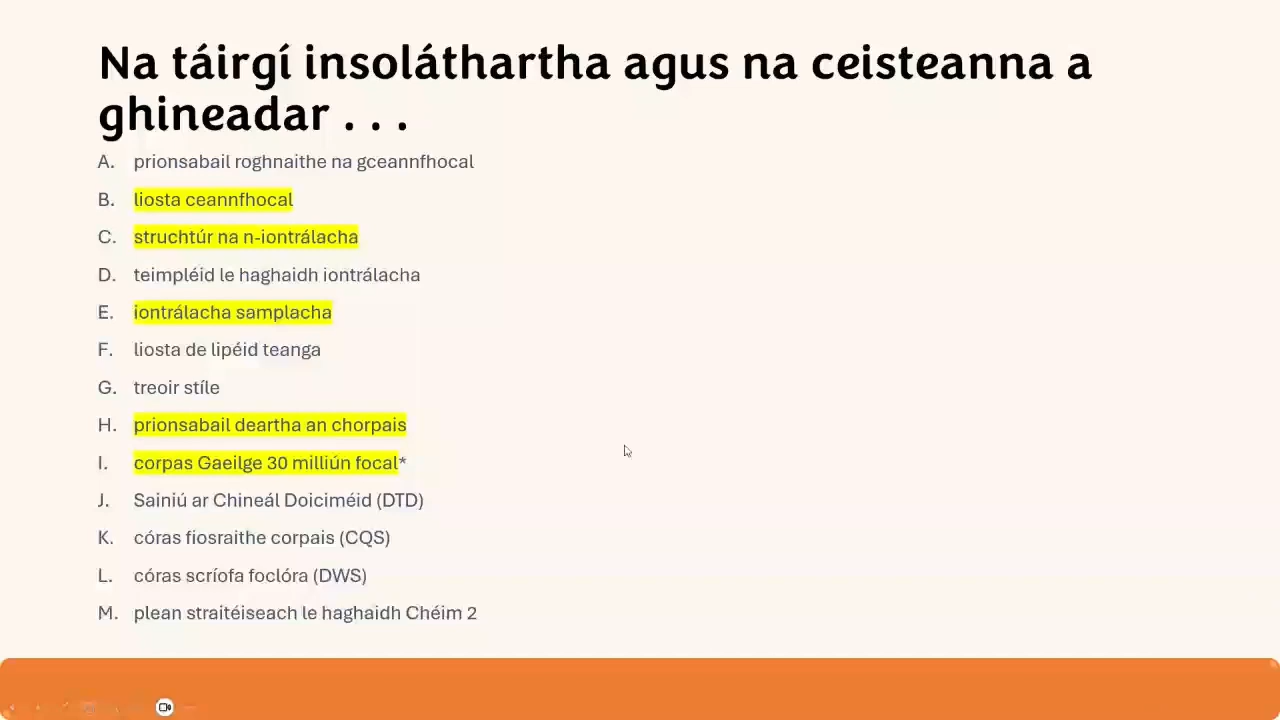 Na táirgí insoláthartha agus na ceisteanna a
ghineadar . . .
A. prionsabail roghnaithe na gceannfhocal
B. liosta ceannfhocal
C. struchtúr na n-iontrálacha
D. teimpléid le haghaidh iontrálacha
E. iontrálacha samplacha
F. liosta de lipéid teanga
G. treoir stíle
H. prionsabail deartha an chorpais
I. corpas Gaeilge 30 milliún focal*
J. Sainiú ar Chineál Doiciméid (DTD)
K. córas fiosraithe corpais (CQS)
L. córas scríofa foclóra (DWS)
M. plean straitéiseach le haghaidh Chéim 2